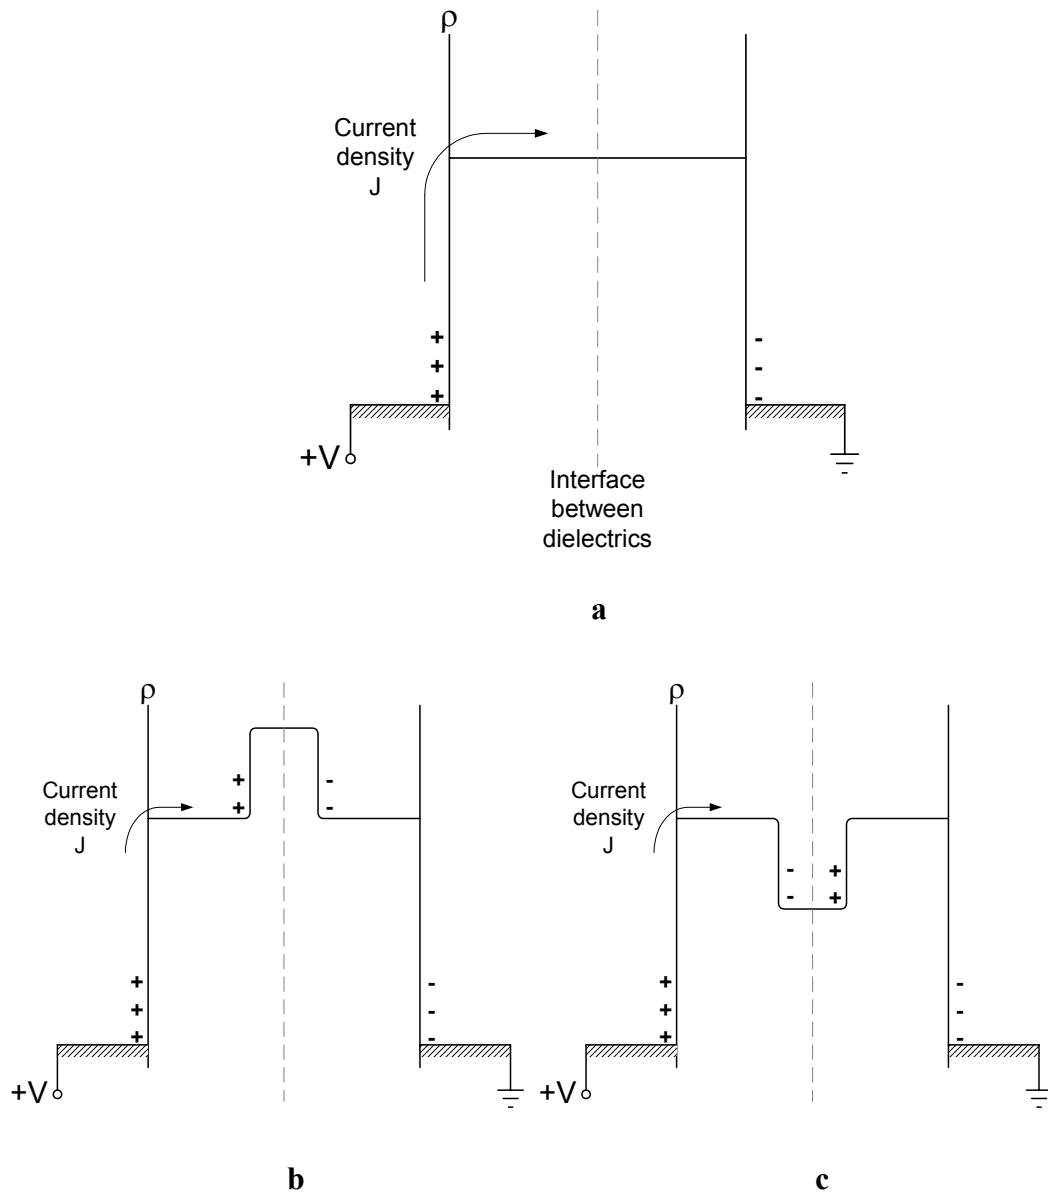 ρ
Current
density
J
+ -
+ -
+ -
+V
Interface
between
dielectrics
a
ρ
Current
density
J
+ -
+ -
+ -
+ -
+ -
+V
b
ρ
Current
density
J
- +
- +
+ -
+ -
+ -
+V
c